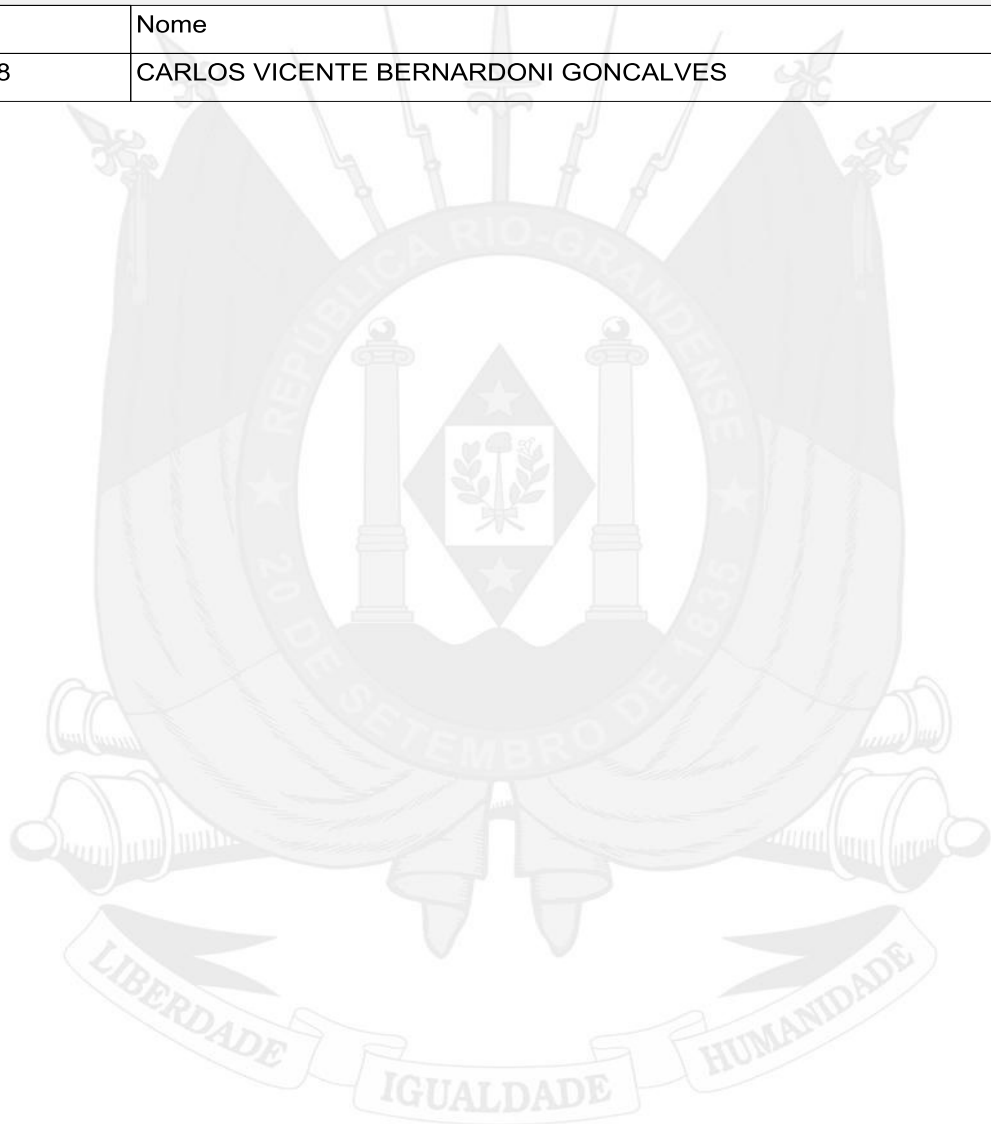 Nome
8 CARLOS VICENTE BERNARDONI GONCALVES
REPÚBLICA RIO-GRANDENSE
★ 20 DE SETEMBRO DE 1835 ★
LIBERDADE IGUALDADE HUMANIDADE